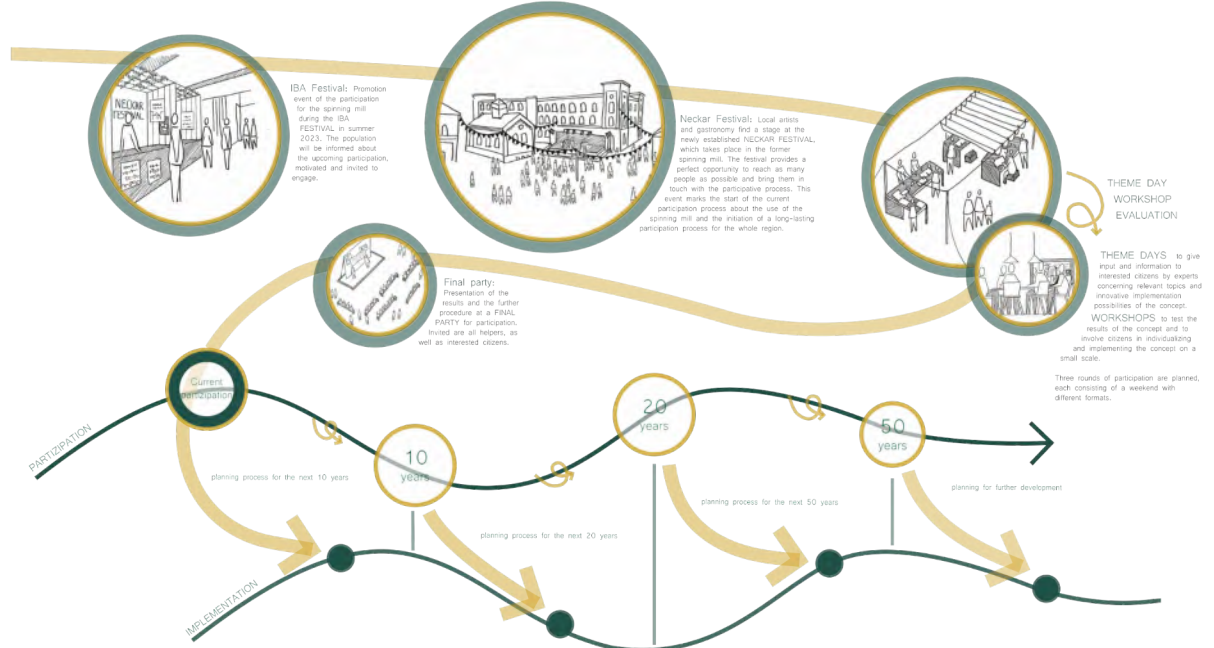 NECKAR
FESTIVAL
IBA Festival: Promotion
event of the participation
for the spinning mill
during the IBA
FESTIVAL in summer
2023. The population
will be informed about
the upcoming participation,
motivated and invited to
engage.
Neckar Festival: Local artists
and gastronomy find a stage at the
newly established NECKAR FESTIVAL,
which takes place in the former
spinning mill. The festival provides a
perfect opportunity to reach as many
people as possible and bring them in
touch with the participative process. This
event marks the start of the current
participation process about the use of the
spinning mill and the initiation of a long-lasting
participation process for the whole region.
THEME DAY
WORKSHOP
EVALUATION
THEME DAYS to give
input and information to
interested citizens by experts
concerning relevant topics and
innovative implementation
possibilities of the concept.
WORKSHOPS to test the
results of the concept and to
involve citizens in individualizing
and implementing the concept on a
small scale.
Three rounds of participation are planned,
each consisting of a weekend with
different formats.
Final party:
Presentation of the
results and the further
procedure at a FINAL
PARTY for participation.
Invited are all helpers, as
well as interested citizens.
Current
partizipation
PARTIZIPATION
10
years
20
years
50
years
planning process for the next 10 years
planning process for the next 20 years
planning process for the next 50 years
planning for further development
IMPLEMENTATION